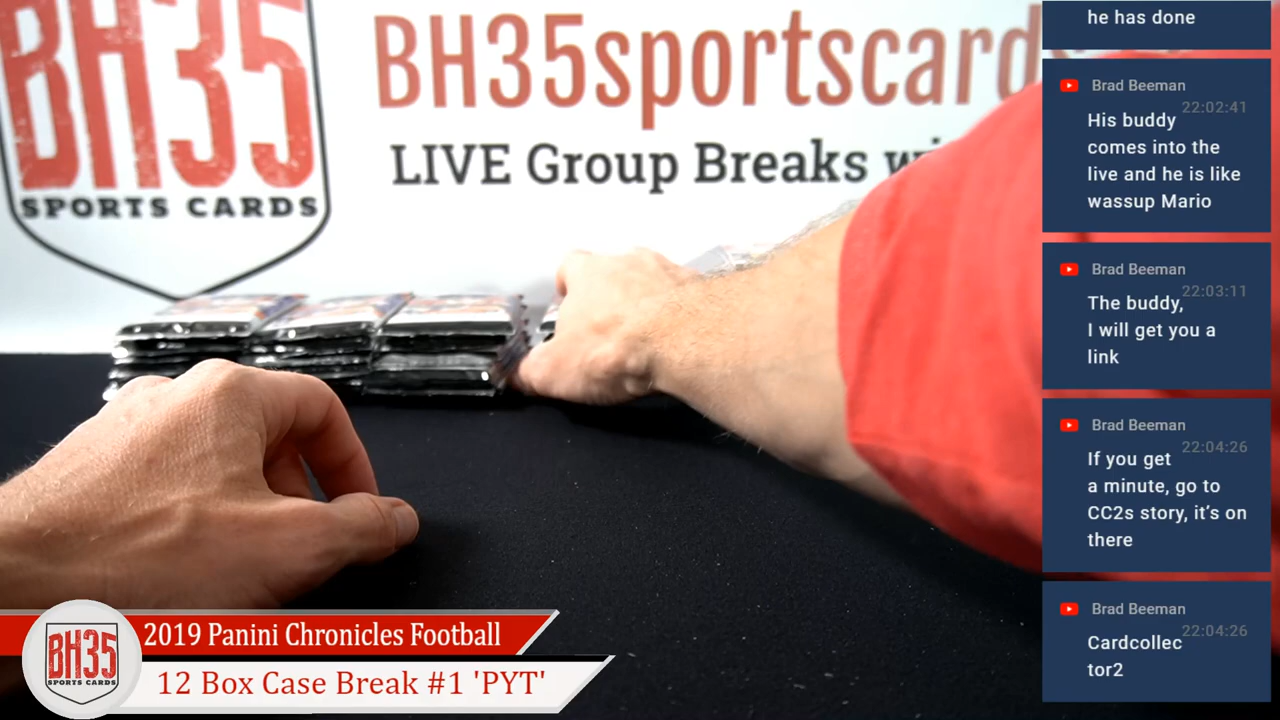 BH35
SPORTS CARDS
BH35sportscard
LIVE Group Breaks
he has done
Brad Beeman
22:02:41
His buddy
comes into the
live and he is like
wassup Mario
Brad Beeman
22:03:11
The buddy,
I will get you a
link
Brad Beeman
22:04:26
If you get
a minute, go to
CC2s story, it's on
there
Brad Beeman
22:04:26
Cardcollec
tor2
BH35
SPORTS CARDS
2019 Panini Chronicles Football
12 Box Case Break #1 'PYT'